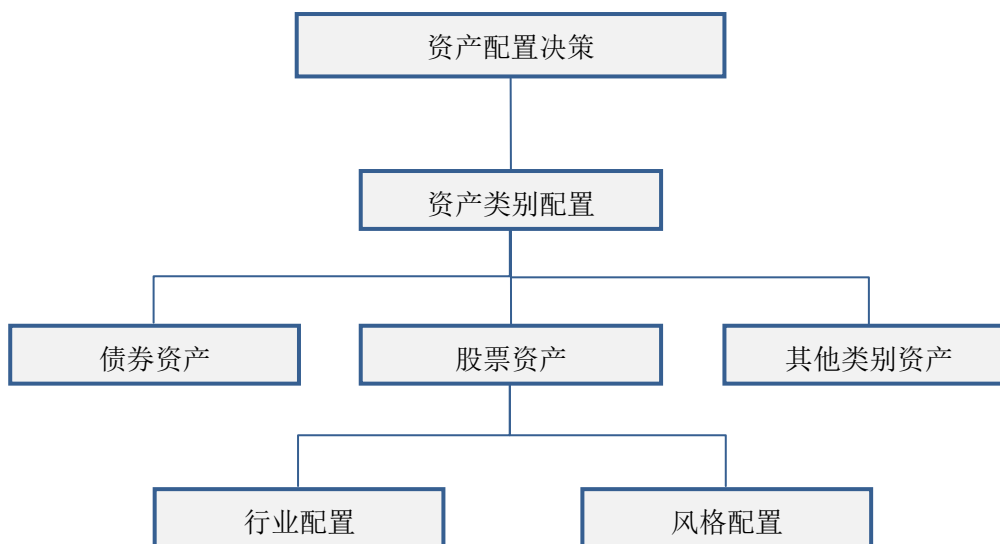 资产配置决策
资产类别配置
债券资产
股票资产
其他类别资产
行业配置
风格配置